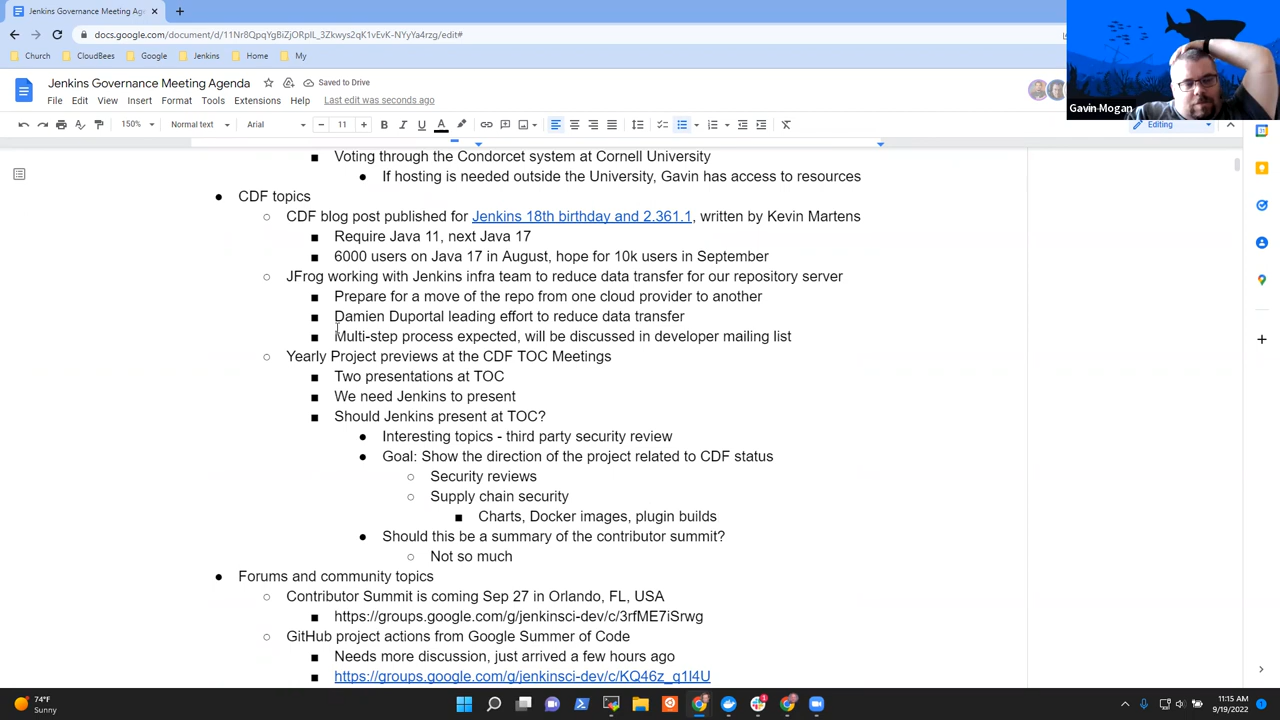 Jenkins Governance Meeting Agenda
docs.google.com/document/d/11Nr8QpqYgBiZjORpIL_3Zkwys2qK1vEvK-NYyYa4rzg/edit#
Church
CloudBees
Google
Jenkins
Home
My
Gavin Mogan
Jenkins Governance Meeting Agenda
Saved to Drive
File Edit View Insert Format Tools Extensions Help Last edit was seconds ago
150% Normal text Arial 11 Editing
Voting through the Condorcet system at Cornell University
If hosting is needed outside the University, Gavin has access to resources
CDF topics
CDF blog post published for Jenkins 18th birthday and 2.361.1, written by Kevin Martens
Require Java 11, next Java 17
6000 users on Java 17 in August, hope for 10k users in September
JFrog working with Jenkins infra team to reduce data transfer for our repository server
Prepare for a move of the repo from one cloud provider to another
Damien Duportal leading effort to reduce data transfer
Multi-step process expected, will be discussed in developer mailing list
Yearly Project previews at the CDF TOC Meetings
Two presentations at TOC
We need Jenkins to present
Should Jenkins present at TOC?
Interesting topics - third party security review
Goal: Show the direction of the project related to CDF status
Security reviews
Supply chain security
Charts, Docker images, plugin builds
Should this be a summary of the contributor summit?
Not so much
Forums and community topics
Contributor Summit is coming Sep 27 in Orlando, FL, USA
https://groups.google.com/g/jenkinsci-dev/c/3rfME7iSrwg
GitHub project actions from Google Summer of Code
Needs more discussion, just arrived a few hours ago
https://groups.google.com/g/jenkinsci-dev/c/KQ46z_q1l4U
74°F
Sunny
11:15 AM
9/19/2022